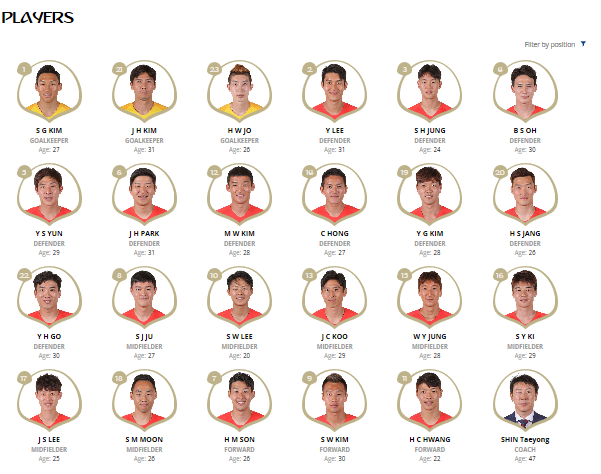 PLAYERS
Filter by position
1 21 23 2 3 4
S G KIM J H KIM H W JO Y LEE S H JUNG B S OH
GOALKEEPER GOALKEEPER GOALKEEPER DEFENDER DEFENDER DEFENDER
Age: 27 Age: 31 Age: 26 Age: 31 Age: 24 Age: 30
5 6 12 14 19 20
Y S YUN J H PARK M W KIM C HONG Y G KIM H S JANG
DEFENDER DEFENDER DEFENDER DEFENDER DEFENDER DEFENDER
Age: 29 Age: 31 Age: 28 Age: 27 Age: 28 Age: 26
22 8 10 13 15 16
Y H GO S J JU S W LEE J C KOO W Y JUNG S Y KI
DEFENDER MIDFIELDER MIDFIELDER MIDFIELDER MIDFIELDER MIDFIELDER
Age: 30 Age: 27 Age: 20 Age: 29 Age: 28 Age: 29
17 18 7 9 11
J S LEE S M MOON H M SON S W KIM H C HWANG SHIN Taeyong
MIDFIELDER MIDFIELDER FORWARD FORWARD FORWARD COACH
Age: 25 Age: 26 Age: 26 Age: 30 Age: 22 Age: 47